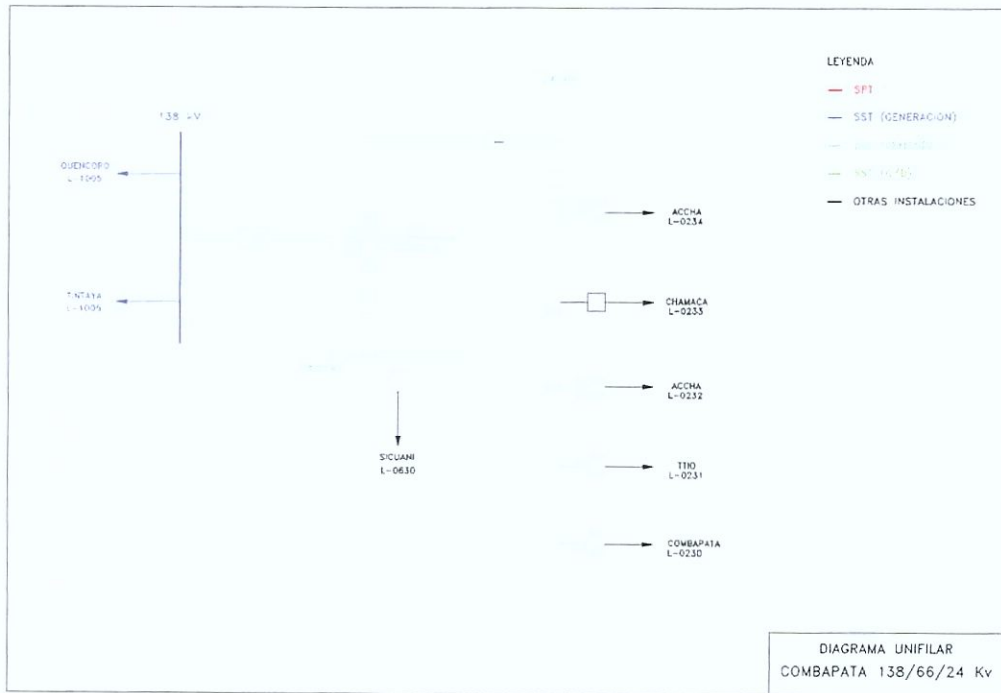 LEYENDA
SPT
138 kV
SST (GENERACION)
QUENCORO
L-1005
OTRAS INSTALACIONES
ACCHA
L-0234
TINTAYA
L-1005
CHAMACA
L-0233
ACCHA
L-0232
SICUANI
L-0630
TTIO
L-0231
COMBAPATA
L-0230
DIAGRAMA UNIFILAR
COMBAPATA 138/66/24 Kv